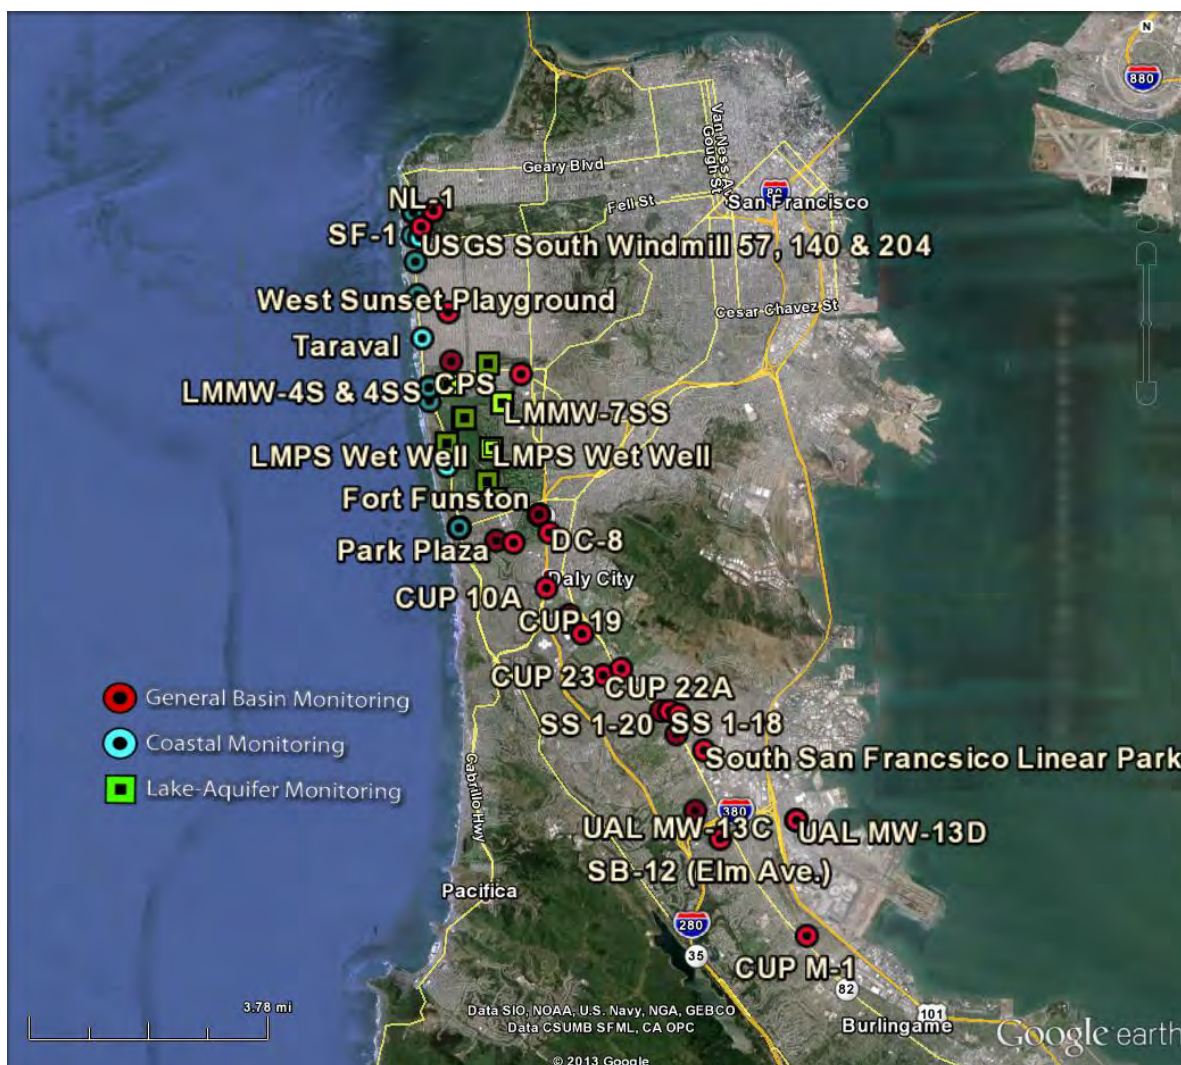 N
880
Van Ness Av
Gough St
Geary Blvd
80
NL-1
Fell St
San Francisco
SF-1
USGS South Windmill 57, 140 & 204
West Sunset Playground
Cesar Chavez St
Taraval
CPS
LMMW-4S & 4SS
LMMW-7SS
LMPS Wet Well
LMPS Wet Well
Fort Funston
DC-8
Park Plaza
Daly City
CUP 10A
CUP 19
CUP 23
CUP 22A
General Basin Monitoring
SS 1-20
SS 1-18
Coastal Monitoring
South San Francsico Linear Park
Lake-Aquifer Monitoring
Cabrillo Hwy
380
UAL MW-13C
UAL MW-13D
SB-12 (Elm Ave.)
Pacifica
280
35
CUP M-1
82
3.78 mi
Data SIO, NOAA, U.S. Navy, NGA, GEBCO
Data CSUMB SFML, CA OPC
101
Burlingame
Google earth
© 2013 Google